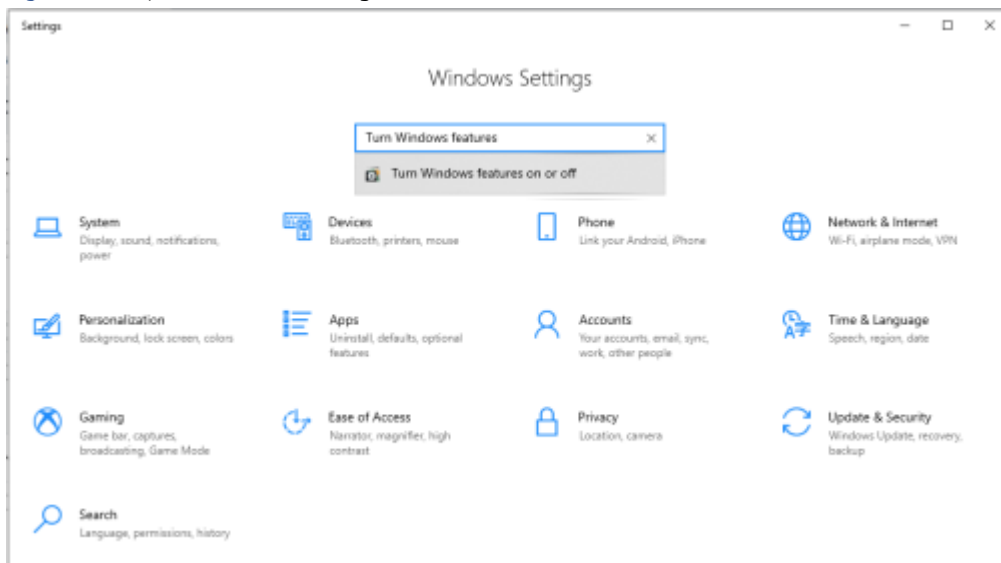 Settings
Windows Settings
Turn Windows features
Turn Windows features on or off
System
Display, sound, notifications,
power
Devices
Bluetooth, printers, mouse
Phone
Link your Android, iPhone
Network & Internet
Wi-Fi, airplane mode, VPN
Personalization
Background, lock screen, colors
Apps
Uninstall, defaults, optional
features
Accounts
Your accounts, email, sync,
work, other people
Time & Language
Speech, region, date
Gaming
Game bar, captures,
broadcasting, Game Mode
Ease of Access
Narrator, magnifier, high
contrast
Privacy
Location, camera
Update & Security
Windows Update, recovery,
backup
Search
Language, permissions, history